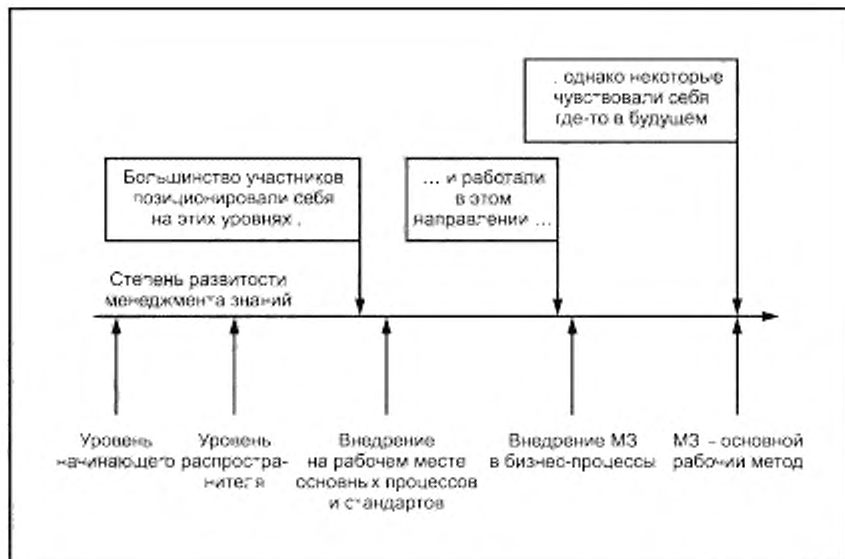 ... однако некоторые
чувствовали себя
где-то в будущем
Большинство участников
позиционировали себя
на этих уровнях ...
... и работали
в этом
направлении ...
Степень развитости
менеджмента знаний
Уровень
начинающего
Уровень
распростра-
нителя
Внедрение
на рабочем месте
основных процессов
и стандартов
Внедрение МЗ
в бизнес-процессы
МЗ – основной
рабочий метод